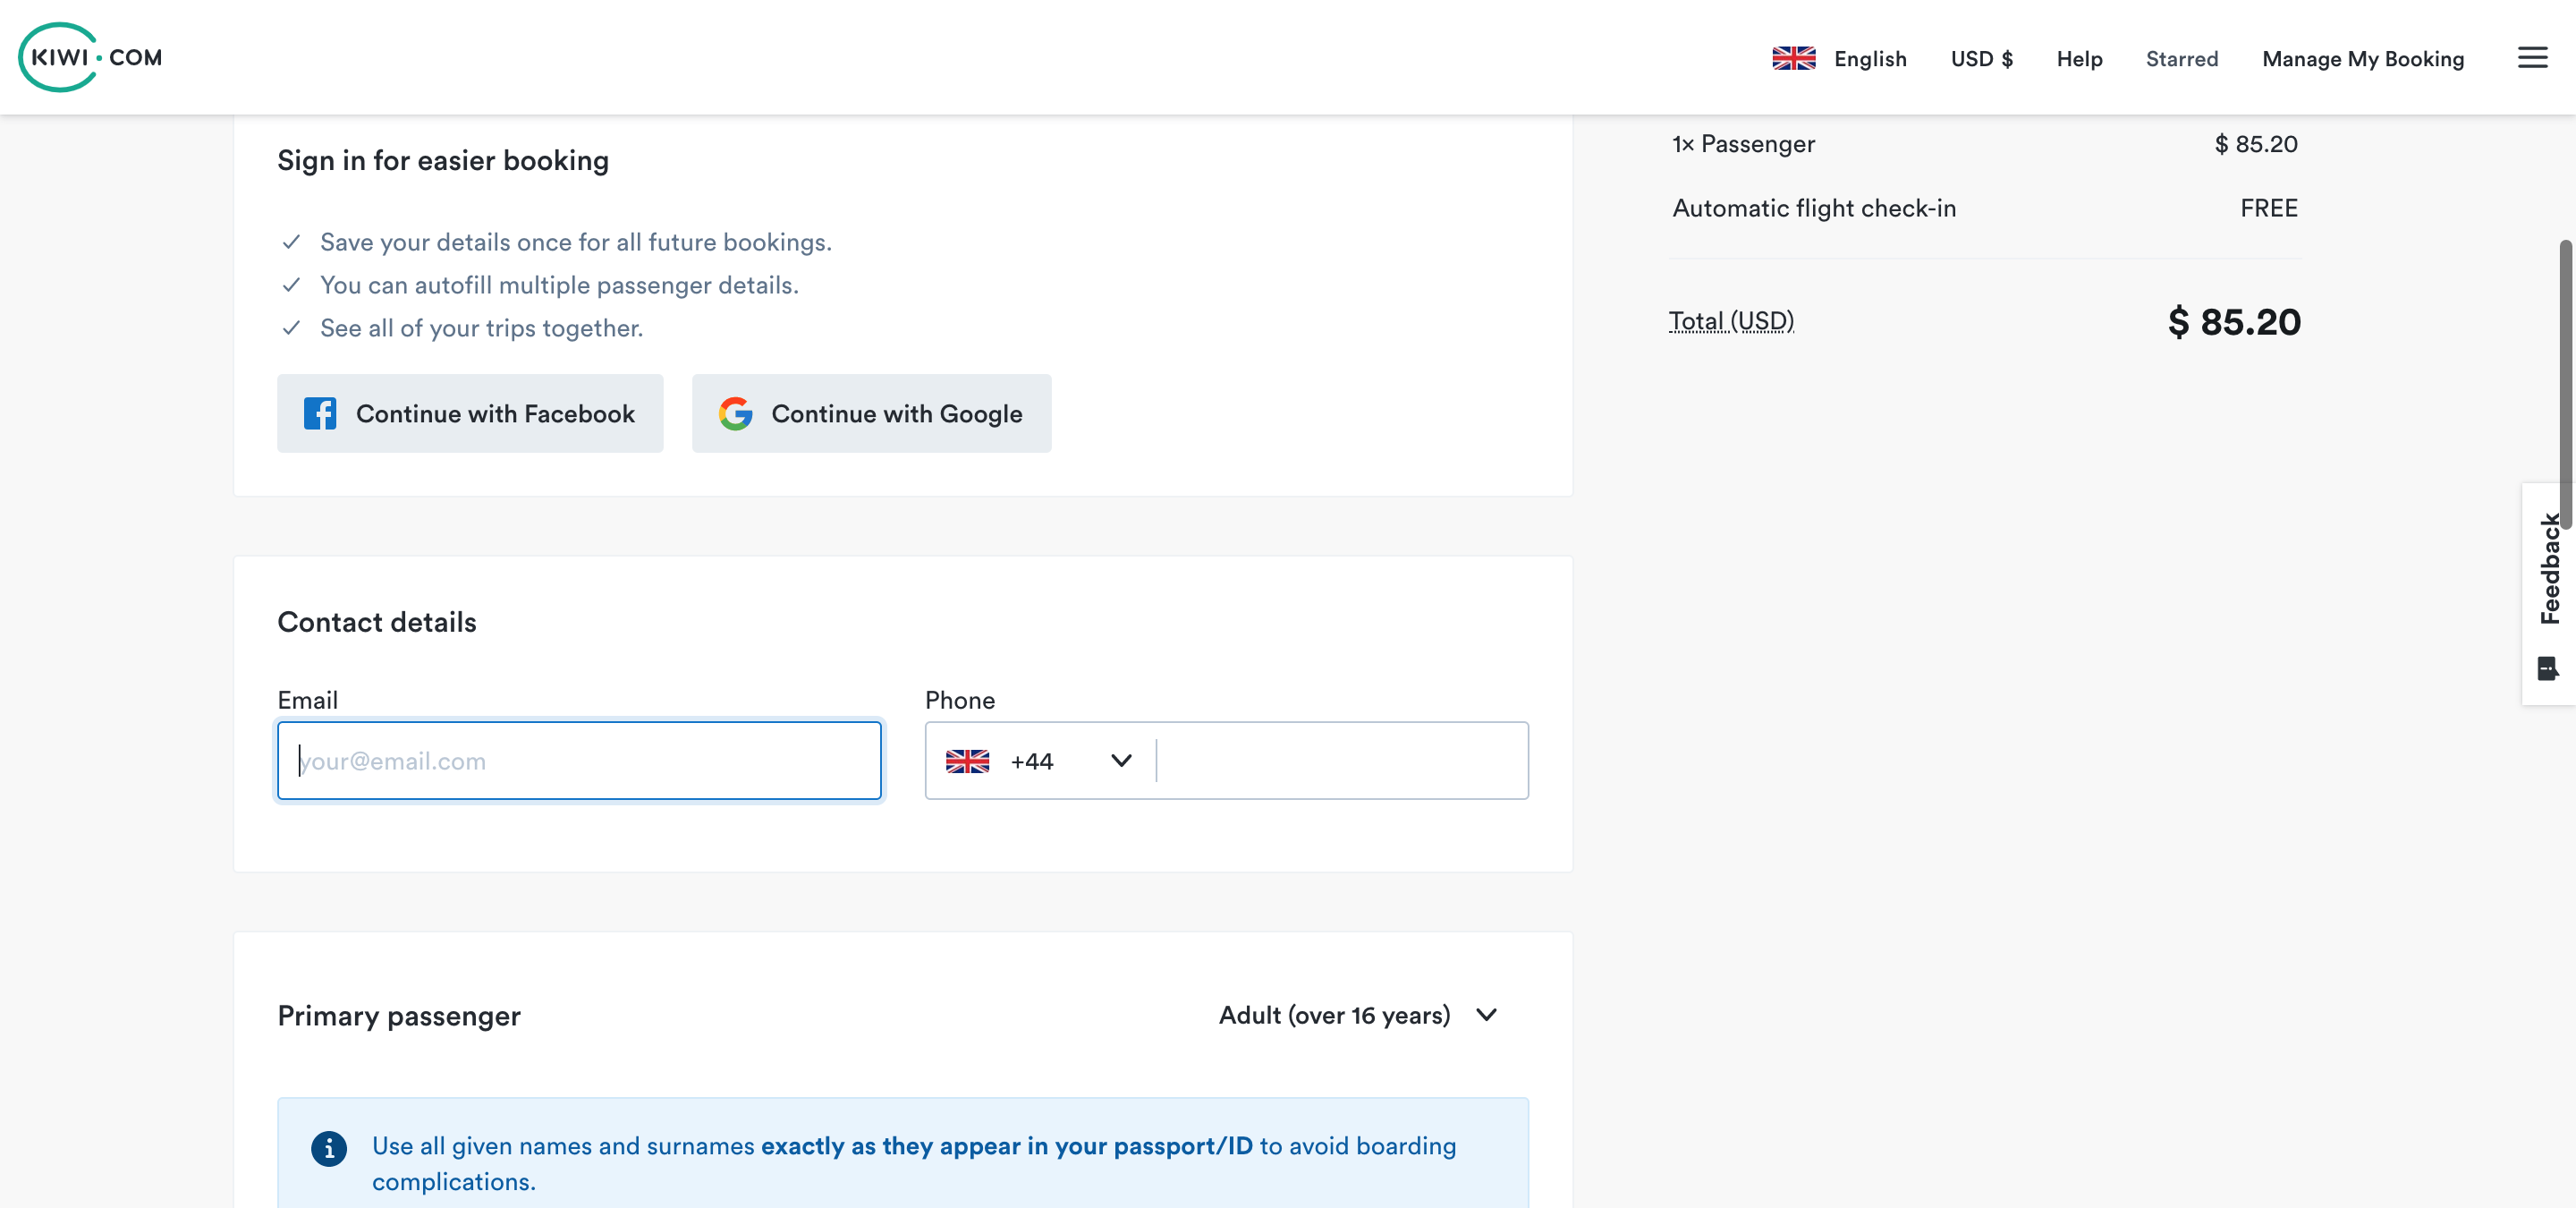 KIWI.COM
English
USD $
Help
Starred
Manage My Booking
Sign in for easier booking
Save your details once for all future bookings.
You can autofill multiple passenger details.
See all of your trips together.
Continue with Facebook
Continue with Google
1× Passenger
$ 85.20
Automatic flight check-in
FREE
Total (USD)
$ 85.20
Feedback
Contact details
Email
your@email.com
Phone
+44
Primary passenger
Adult (over 16 years)
Use all given names and surnames exactly as they appear in your passport/ID to avoid boarding
complications.